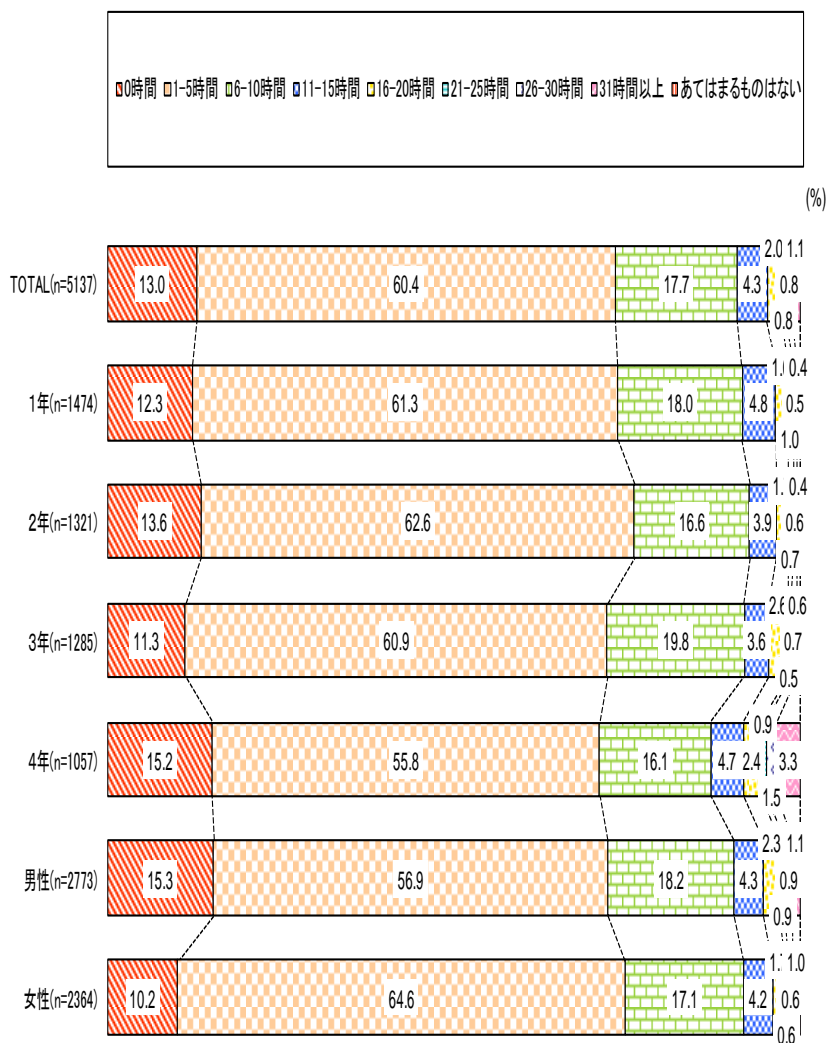 0時間 1-5時間 6-10時間 11-15時間 16-20時間 21-25時間 26-30時間 31時間以上 あてはまるものはない
(%)
TOTAL(n=5137) 13.0 60.4 17.7 4.3 2.0 0.8 0.8 1.1
1年(n=1474) 12.3 61.3 18.0 4.8 1.0 0.5 0.4
2年(n=1321) 13.6 62.6 16.6 3.9 0.7 0.6 0.4
3年(n=1285) 11.3 60.9 19.8 3.6 0.5 0.7 0.6
4年(n=1057) 15.2 55.8 16.1 4.7 2.4 1.5 0.9 3.3
男性(n=2773) 15.3 56.9 18.2 4.3 2.3 0.9 0.9 1.1
女性(n=2364) 10.2 64.6 17.1 4.2 0.6 0.6 1.0